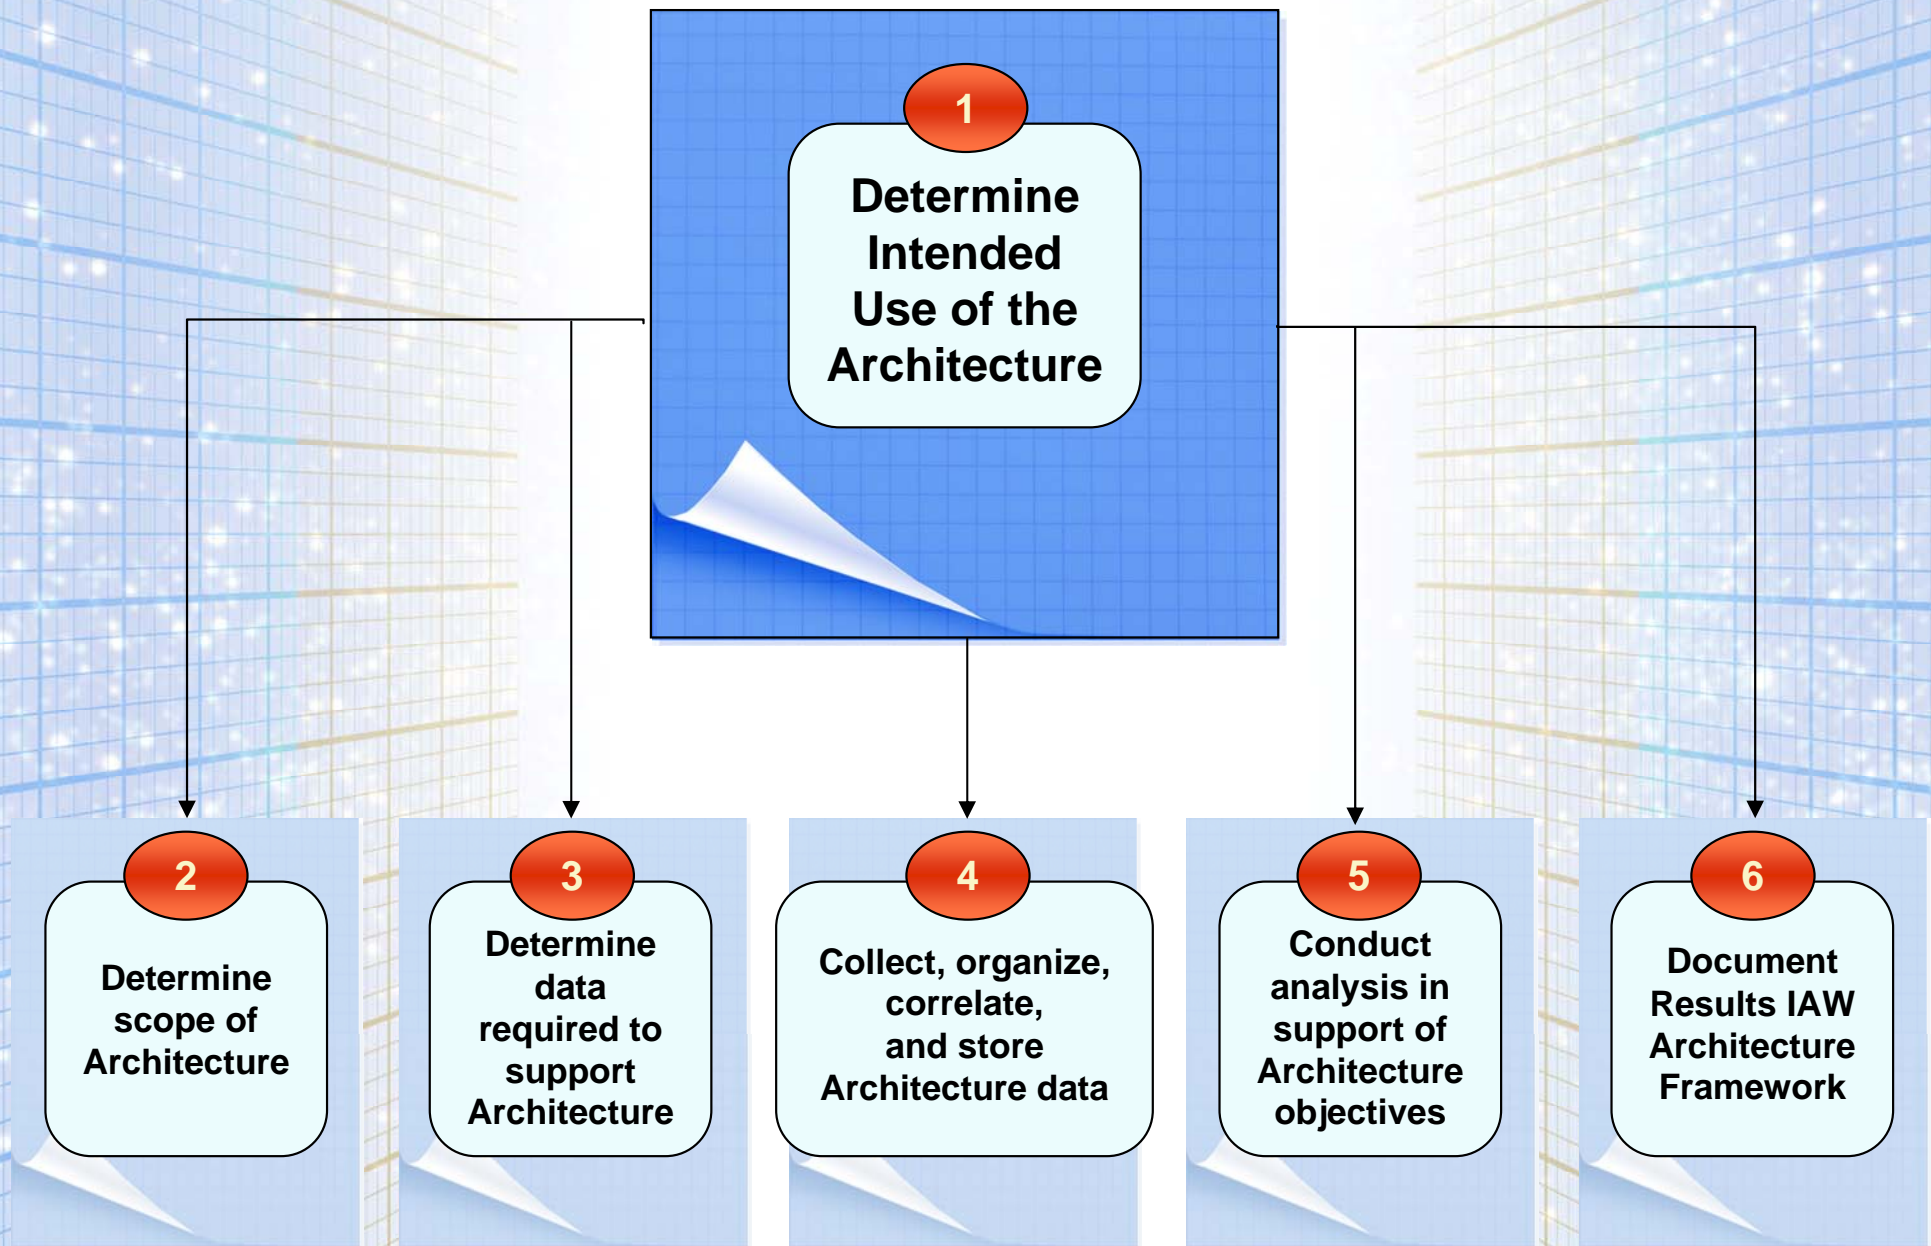 1
Determine
Intended
Use of the
Architecture
2
Determine
scope of
Architecture
3
Determine
data
required to
support
Architecture
4
Collect, organize,
correlate,
and store
Architecture data
5
Conduct
analysis in
support of
Architecture
objectives
6
Document
Results IAW
Architecture
Framework